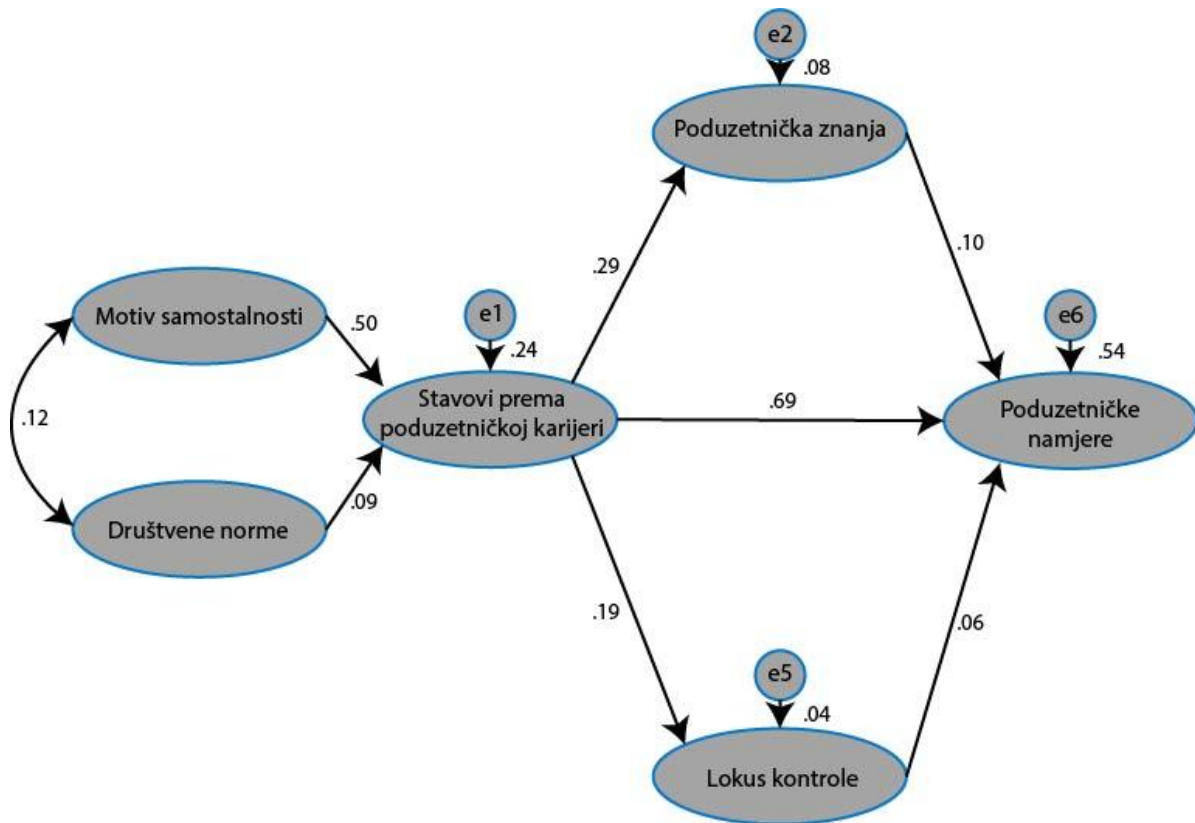 e2
.08
Poduzetnička znanja
.29
.10
Motiv samostalnosti
.50
e1
.24
e6
.54
Stavovi prema
poduzetničkoj karijeri
.69
Poduzetničke
namjere
.12
Društvene norme
.09
.19
.06
e5
.04
Lokus kontrole